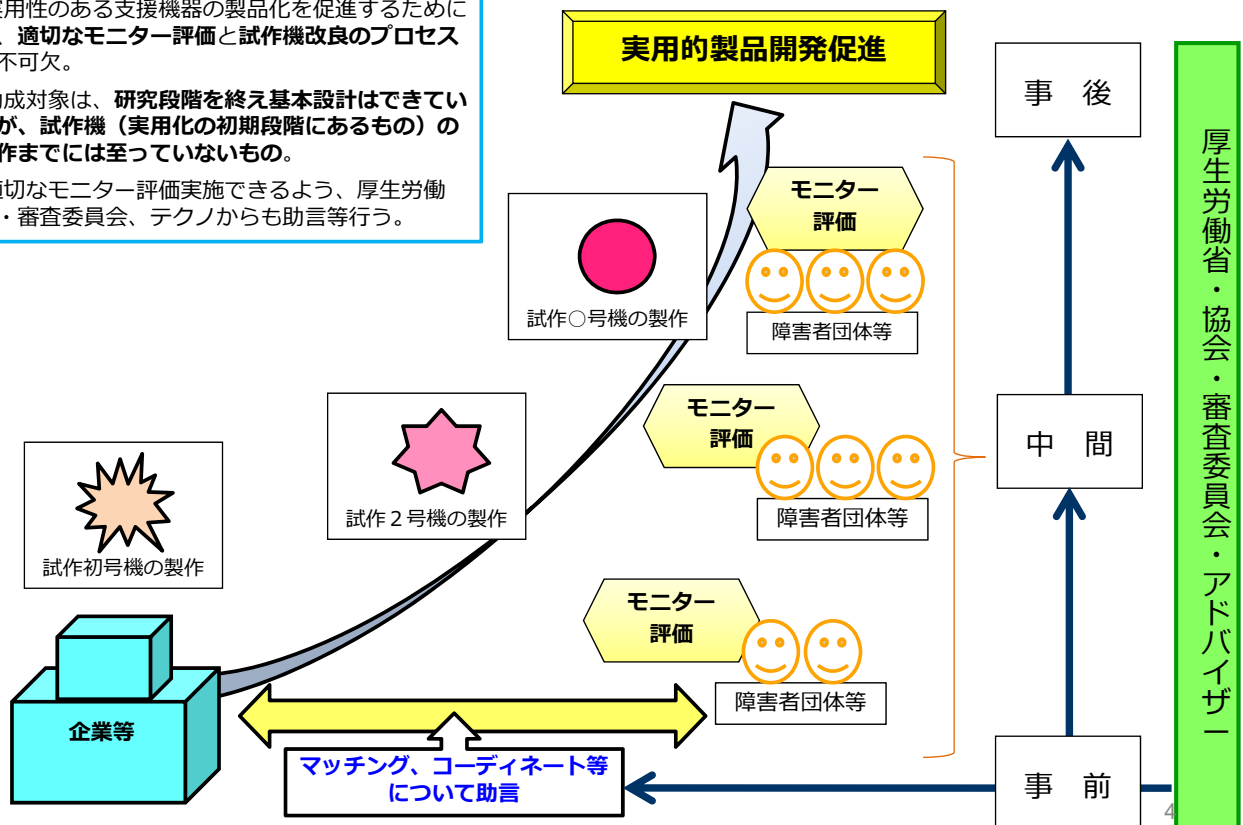 実用性のある支援機器の製品化を促進するために
、適切なモニター評価と試作機改良のプロセス
不可欠。
成対象は、研究段階を終え基本設計はできてい
が、試作機（実用化の初期段階にあるもの）の
作までには至っていないもの。
適切なモニター評価実施できるよう、厚生労働
・審査委員会、テクノからも助言等行う。
実用的製品開発促進
事　後
モニター
評価
障害者団体等
試作○号機の製作
モニター
評価
障害者団体等
中　間
試作２号機の製作
試作初号機の製作
モニター
評価
障害者団体等
企業等
マッチング、コーディネート等
について助言
事　前
厚生労働省・協会・審査委員会・アドバイザー
4